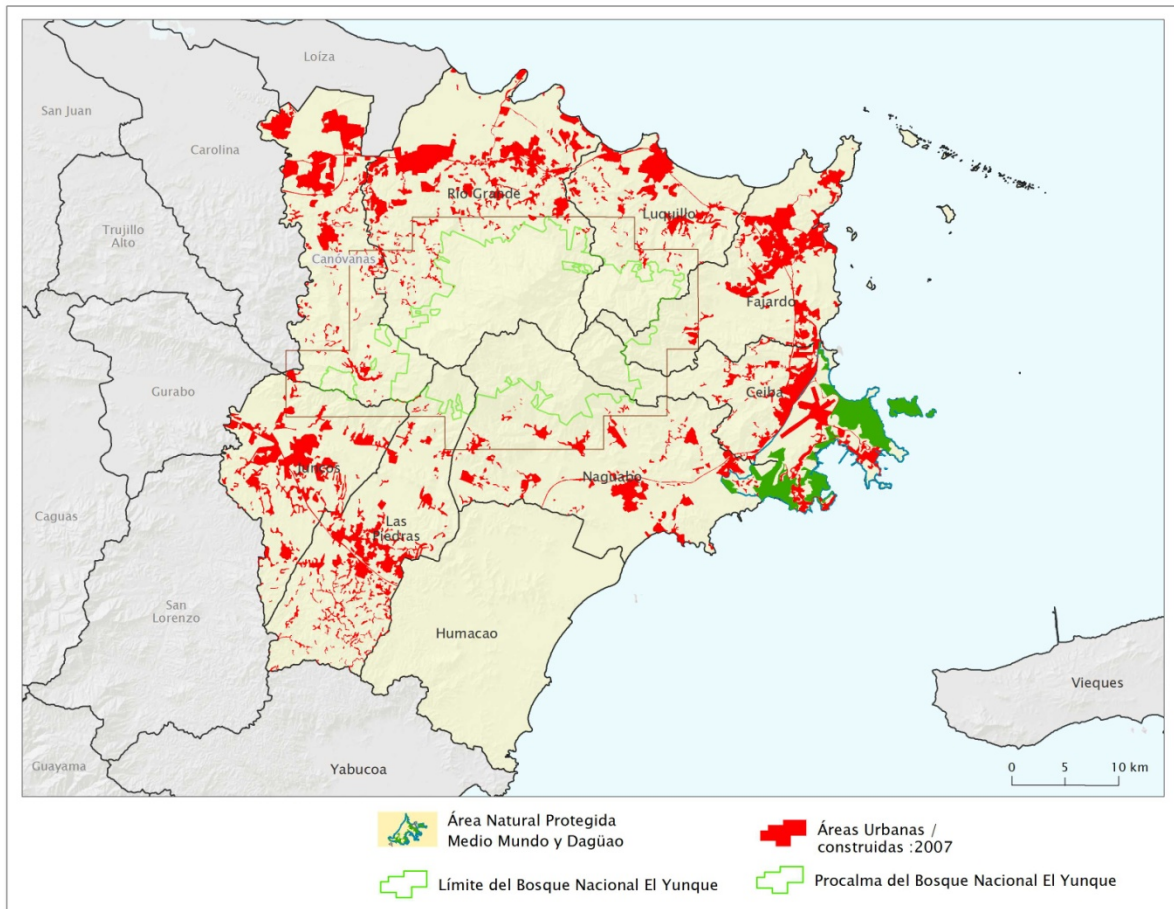 Loíza
San Juan
Carolina
Río Grande
Trujillo
Alto
Luquillo
Canóvanas
Fajardo
Gurabo
Ceiba
Juncos
Naguabo
Caguas
Las
Piedras
San
Lorenzo
Humacao
Vieques
Guayama
Yabucoa
0 5 10 km
Área Natural Protegida
Medio Mundo y Dagüao
Áreas Urbanas /
construidas :2007
Límite del Bosque Nacional El Yunque
Procalma del Bosque Nacional El Yunque